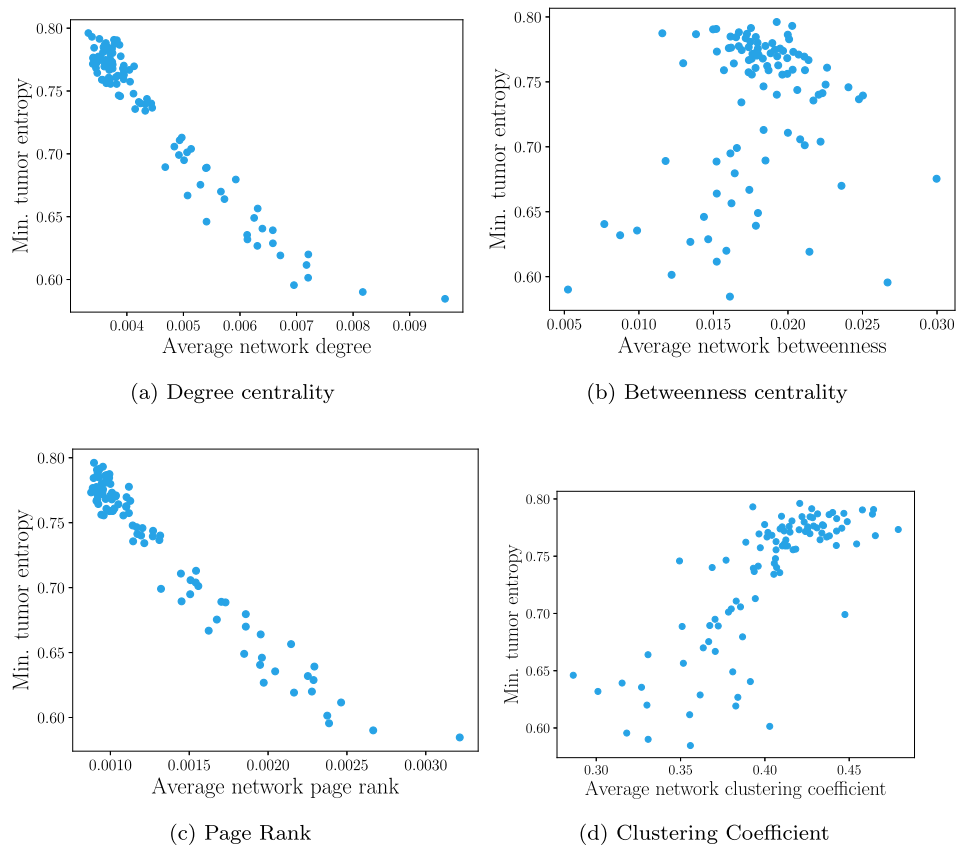 0.80
0.75
0.70
0.65
0.60
Min. tumor entropy
0.004 0.005 0.006 0.007 0.008 0.009
Average network degree
(a) Degree centrality
0.80
0.75
0.70
0.65
0.60
Min. tumor entropy
0.005 0.010 0.015 0.020 0.025 0.030
Average network betweenness
(b) Betweenness centrality
0.80
0.75
0.70
0.65
0.60
Min. tumor entropy
0.0010 0.0015 0.0020 0.0025 0.0030
Average network page rank
(c) Page Rank
0.80
0.75
0.70
0.65
0.60
Min. tumor entropy
0.30 0.35 0.40 0.45
Average network clustering coefficient
(d) Clustering Coefficient